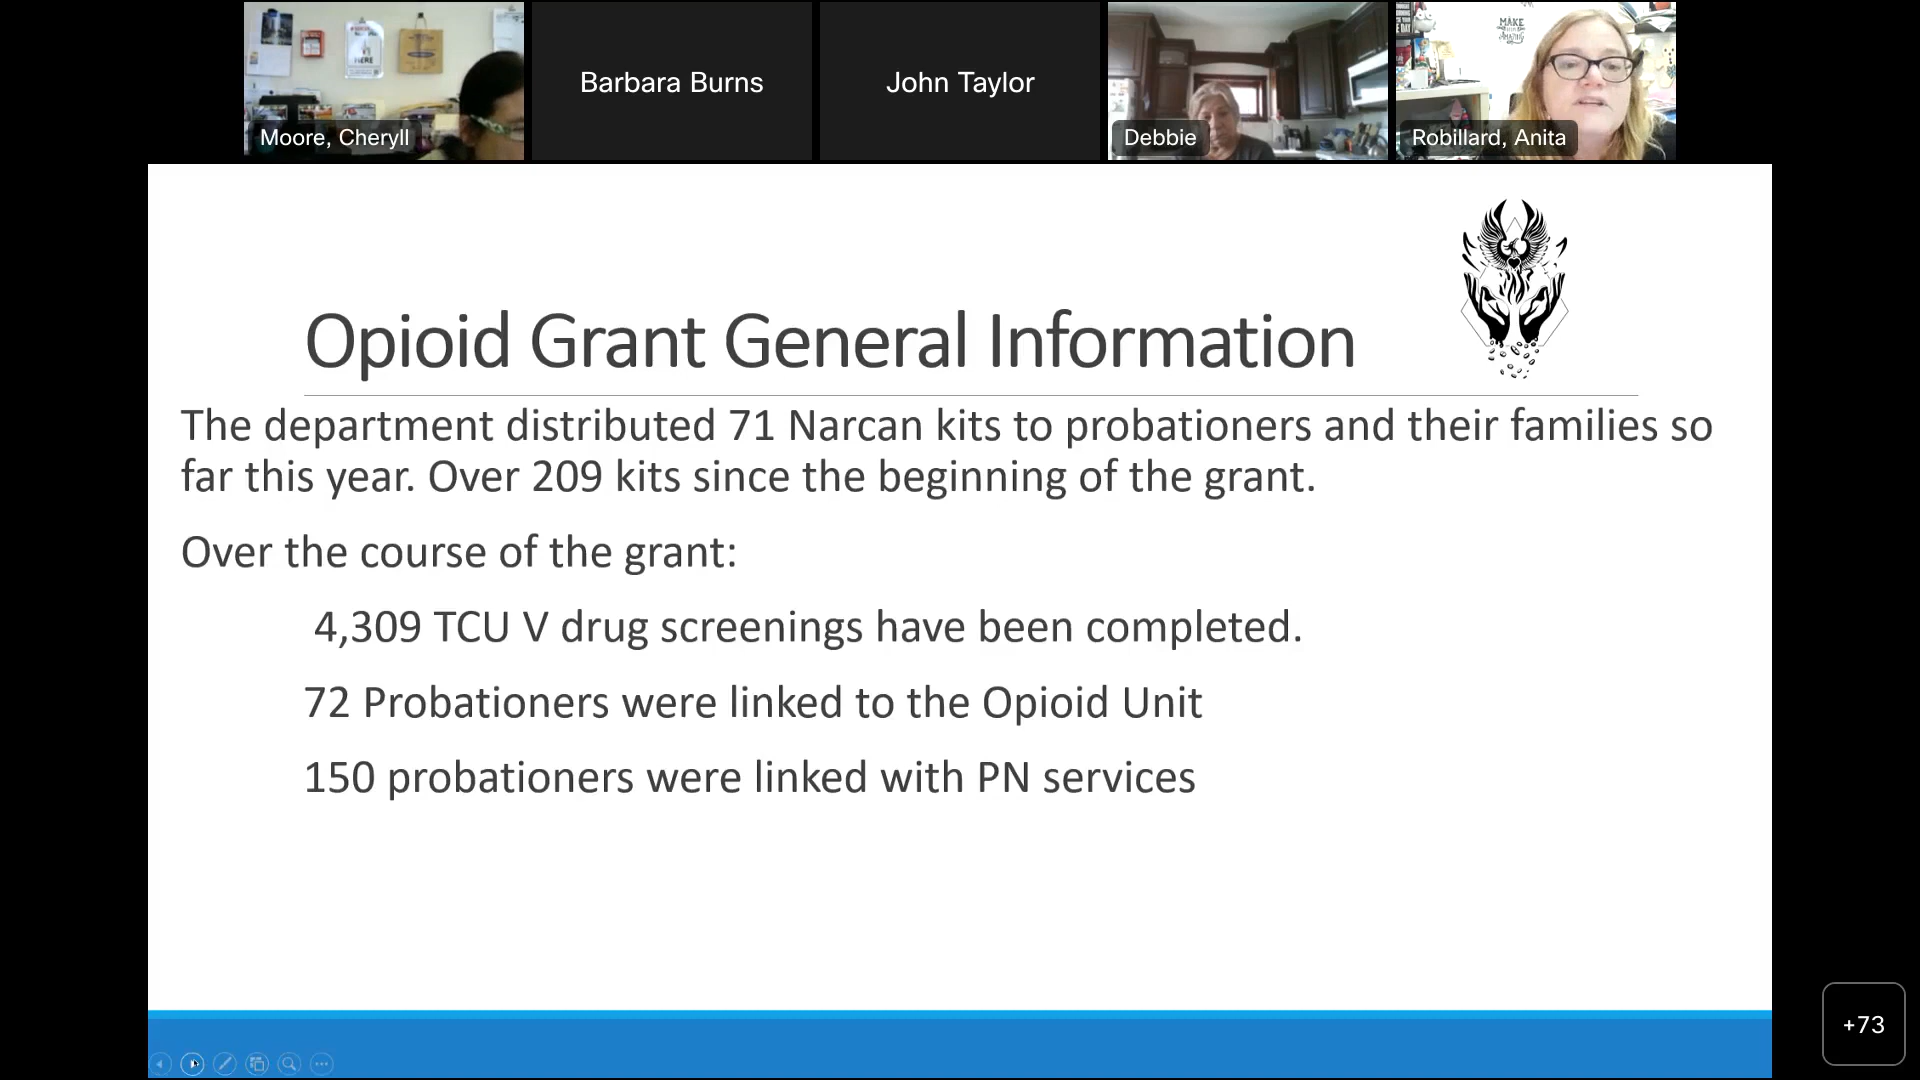 MAKE
HERE
Moore, Cheryll
Barbara Burns
John Taylor
Debbie
Robillard, Anita
Opioid Grant General Information
The department distributed 71 Narcan kits to probationers and their families so
far this year. Over 209 kits since the beginning of the grant.
Over the course of the grant:
4,309 TCU V drug screenings have been completed.
72 Probationers were linked to the Opioid Unit
150 probationers were linked with PN services
+73